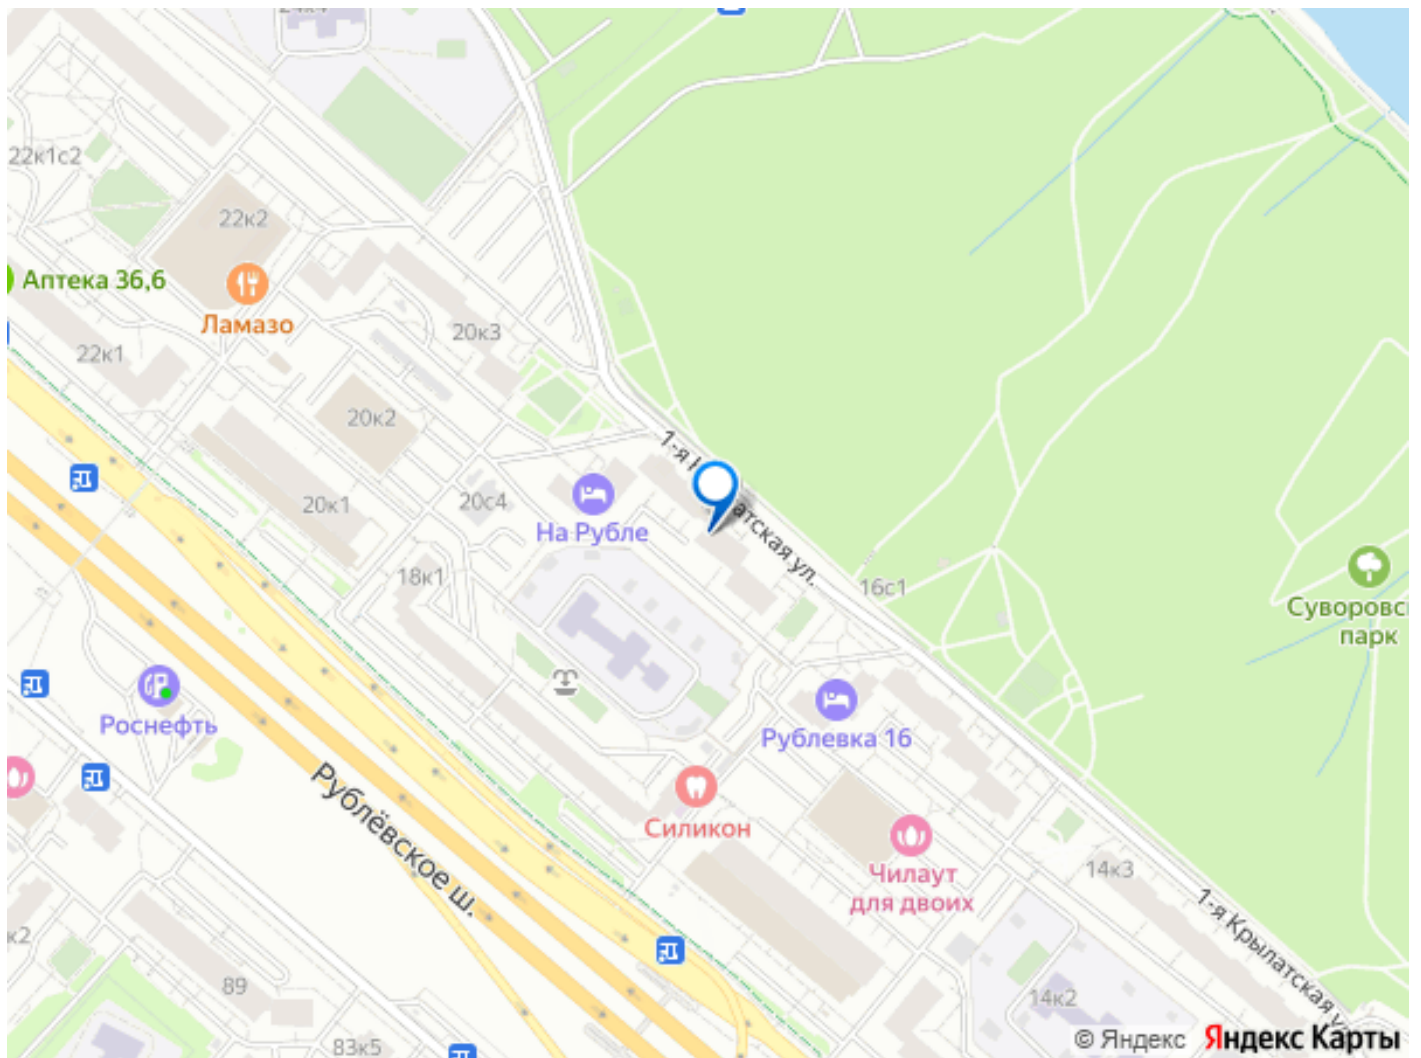 24к4
22к1с2
22к2
Аптека 36,6
Ламазо
20к3
22к1
20к2
1-я К
атская ул.
20к1
20с4
На Рубле
18к1
16с1
Суворовс
парк
Роснефть
Рублевка 16
Рублёвское ш.
Силикон
Чилаут
для двоих
14к3
1-я Крылатская у
к2
89
14к2
83к5
© Яндекс Яндекс Карты